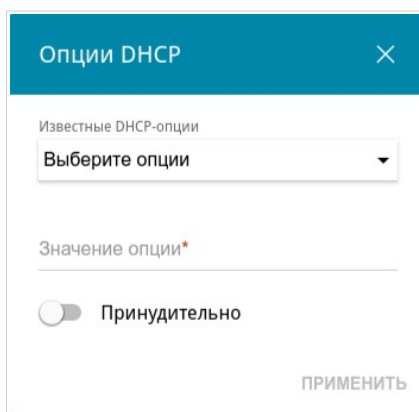 Опции DHCP
Известные DHCP-опции
Выберите опции
Значение опции*
Принудительно
ПРИМЕНИТЬ